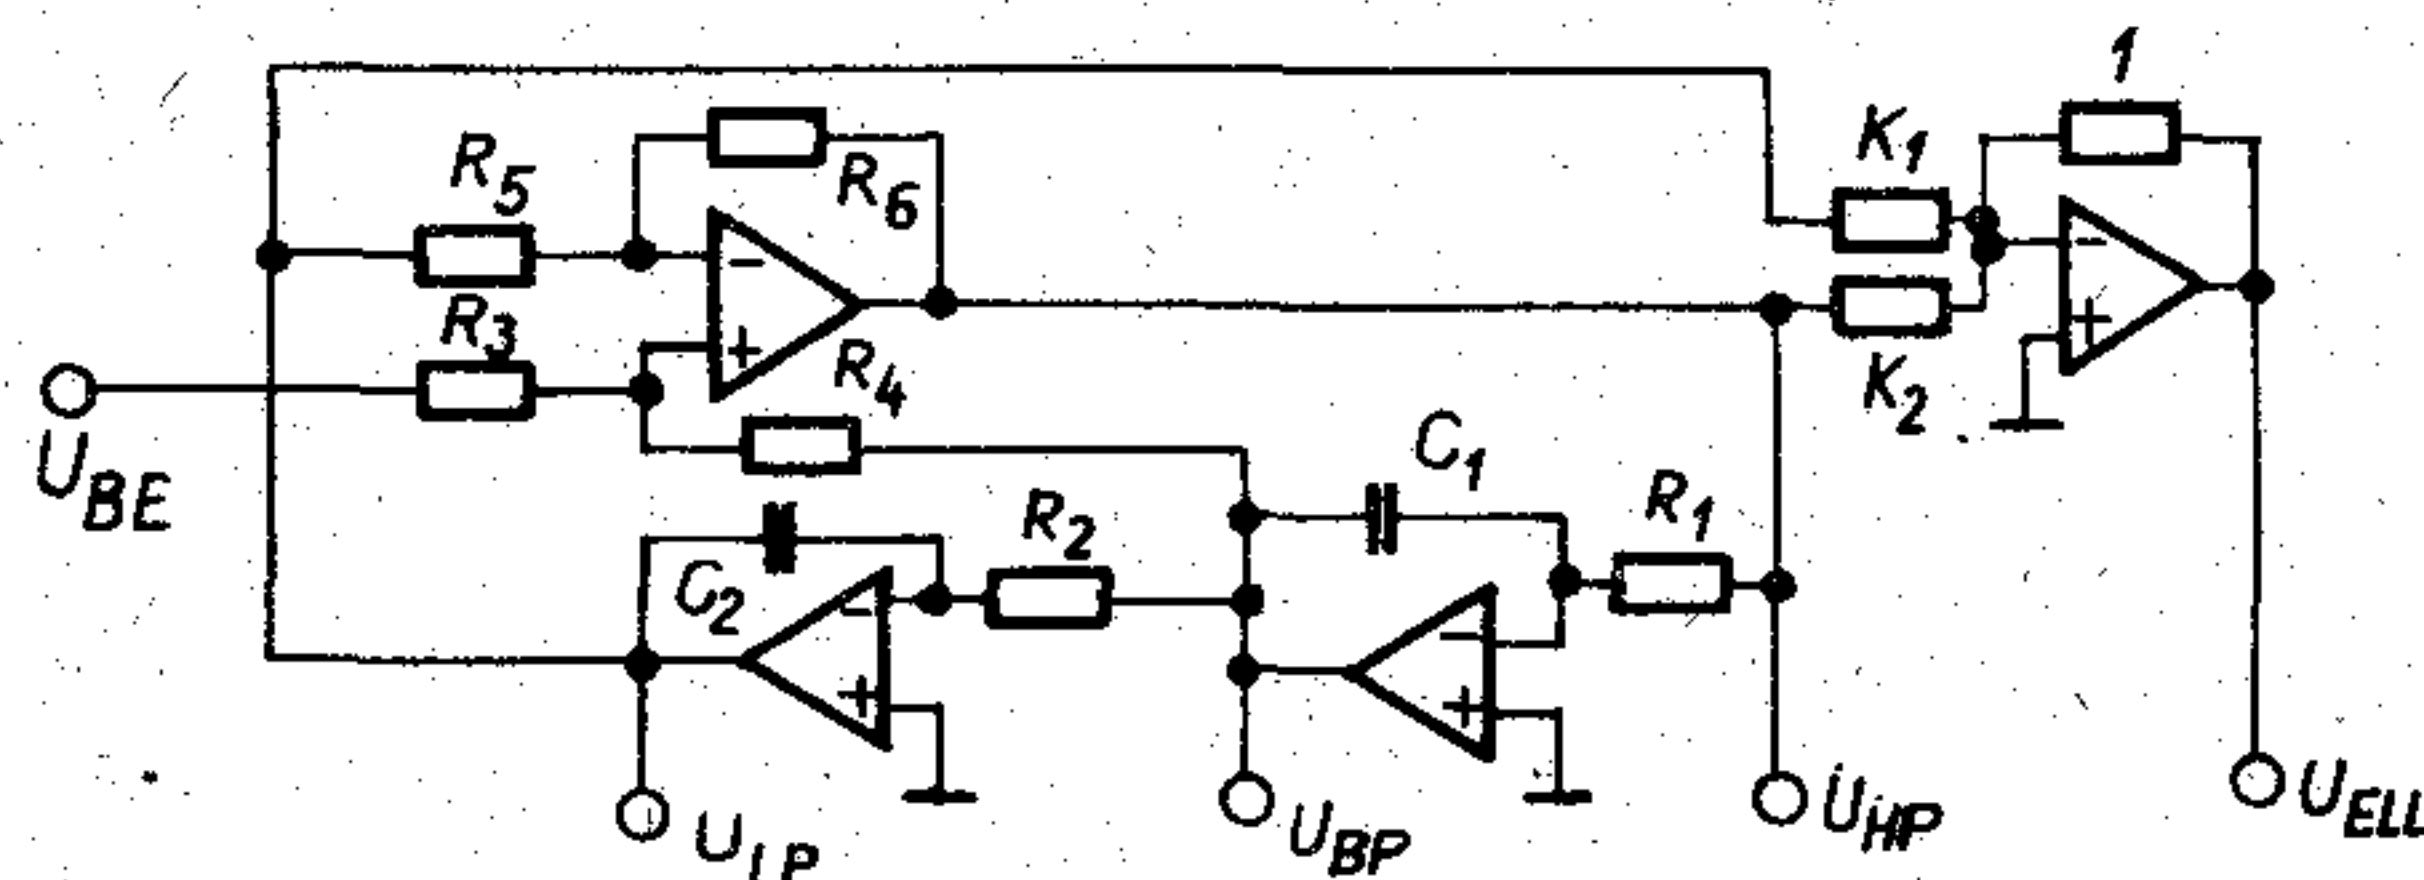 1
K1
R5
R6
R3
R4
K2
UBE
C1
R2
R1
C2
-
+
-
+
-
+
-
+
ULP
UBP
UHP
UELL